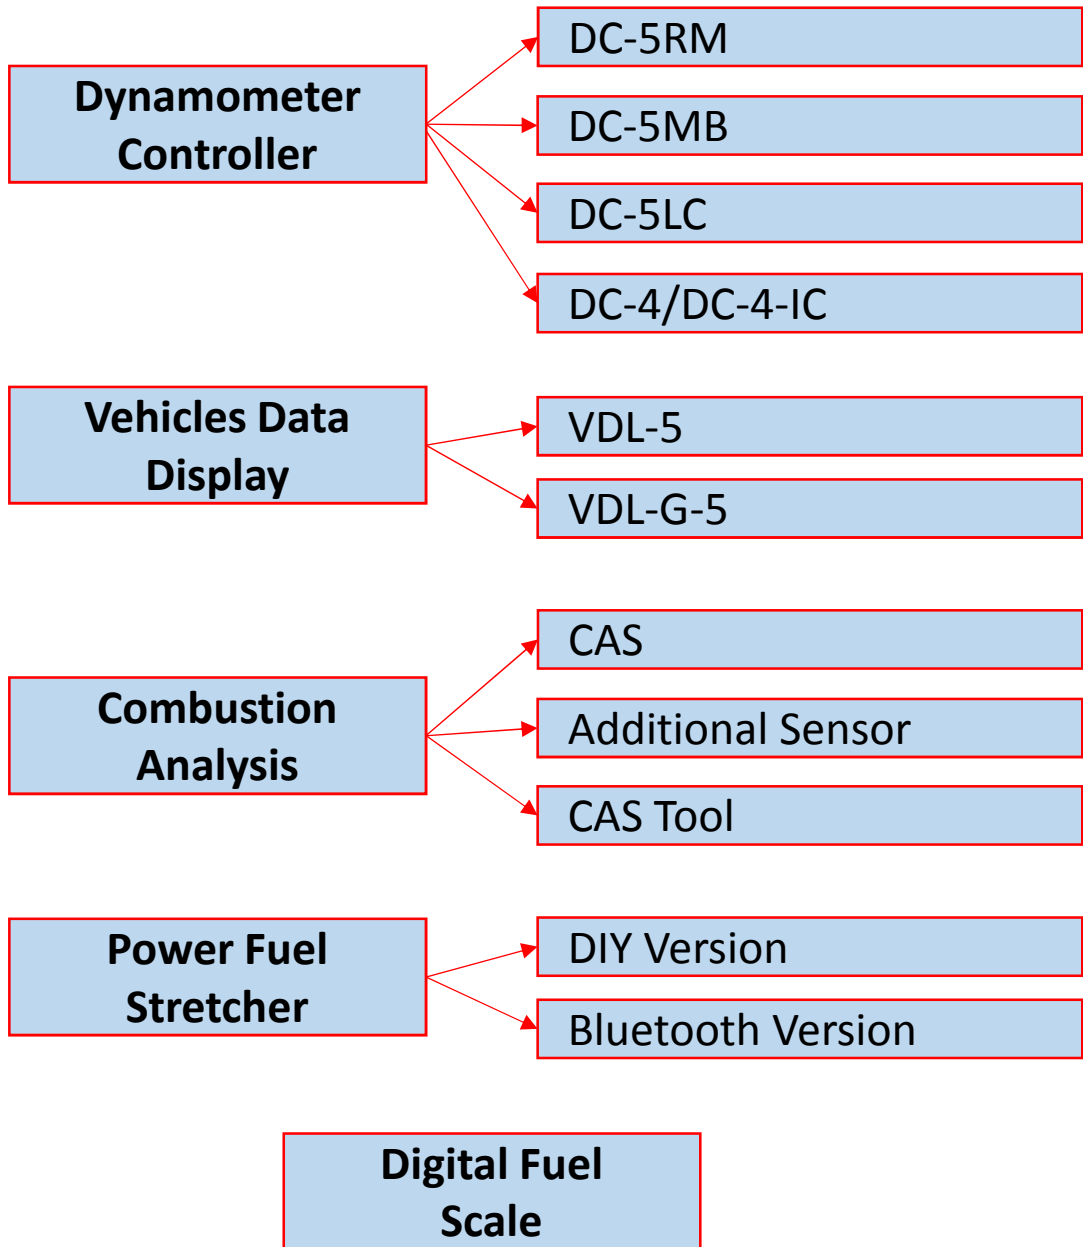 Dynamometer
Controller
DC-5RM
DC-5MB
DC-5LC
DC-4/DC-4-IC
Vehicles Data
Display
VDL-5
VDL-G-5
Combustion
Analysis
CAS
Additional Sensor
CAS Tool
Power Fuel
Stretcher
DIY Version
Bluetooth Version
Digital Fuel
Scale